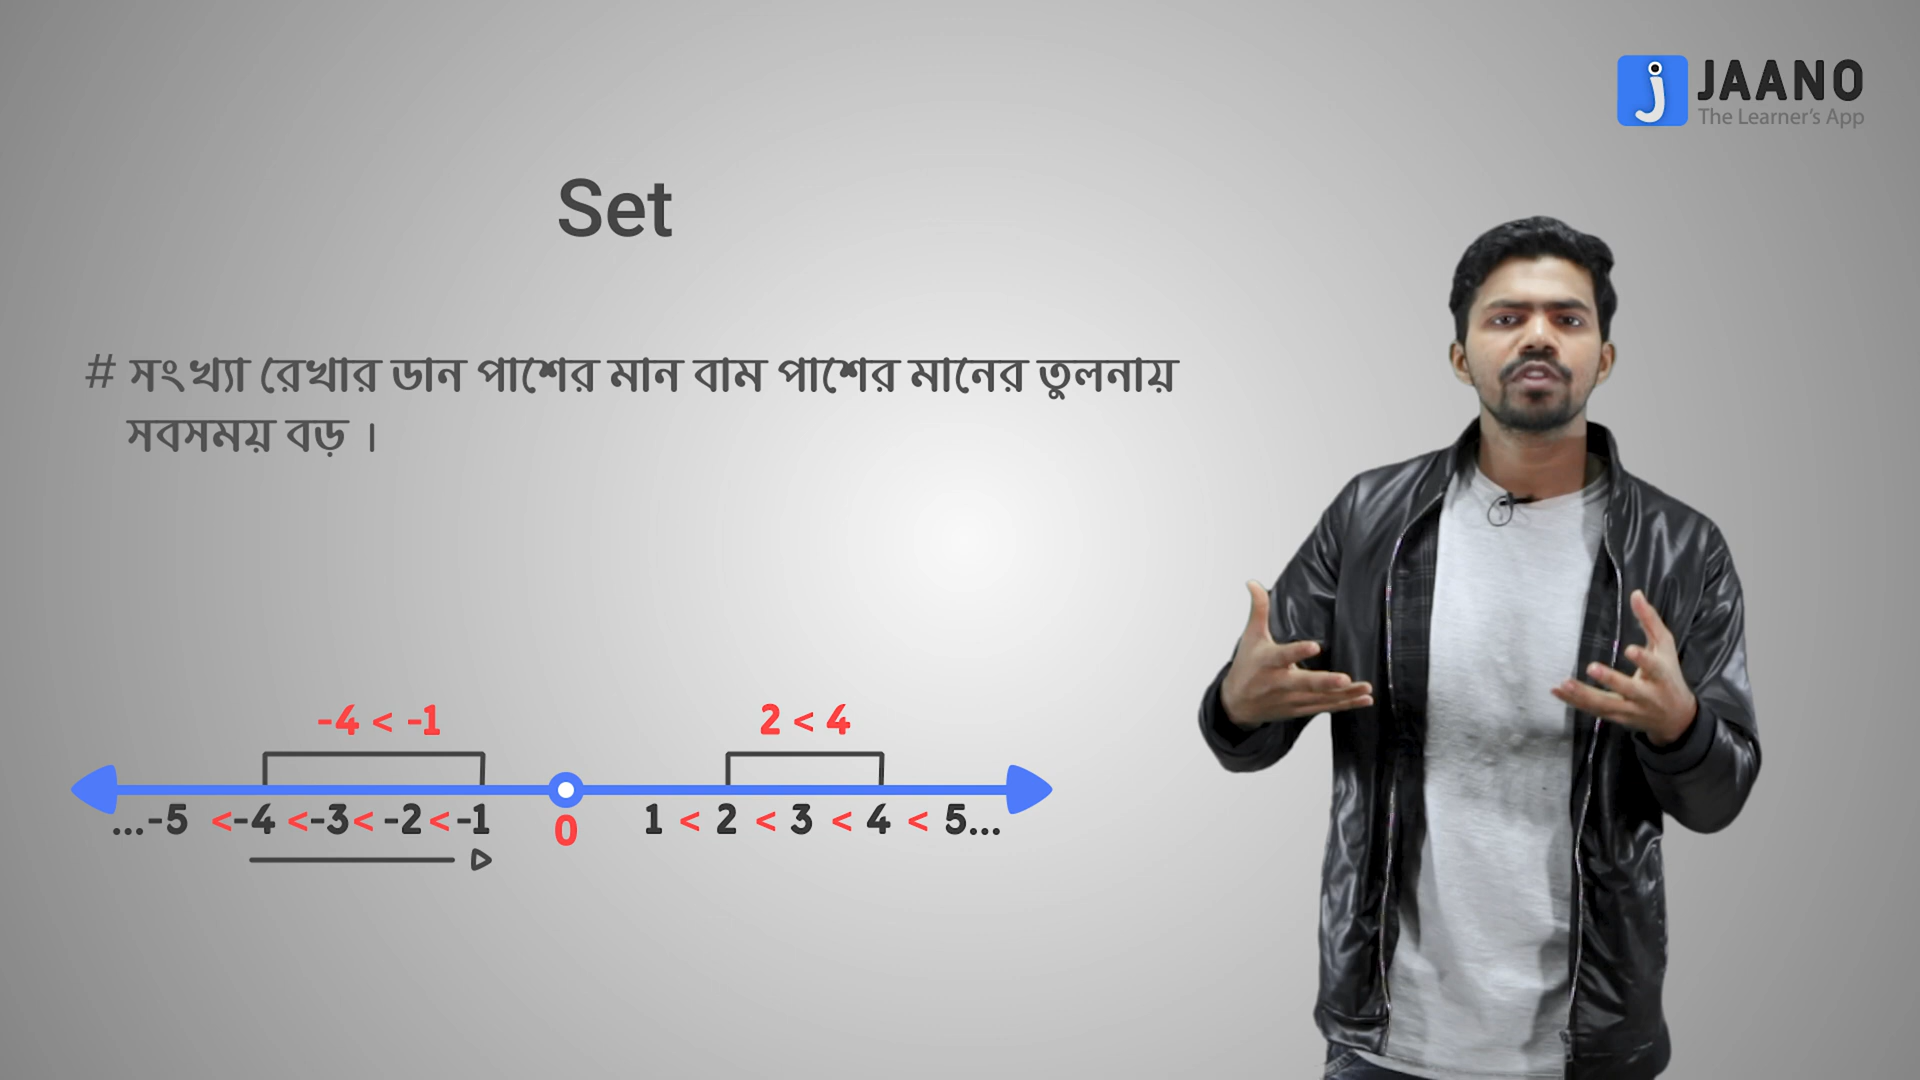 JAANO
The Learner's App
Set
# সংখ্যা রেখার ডান পাশের মান বাম পাশের মানের তুলনায়
সবসময় বড় ।
-4 < -1
2 < 4
...-5 <-4 <-3< -2 <-1 0 1 < 2 < 3 < 4 < 5...